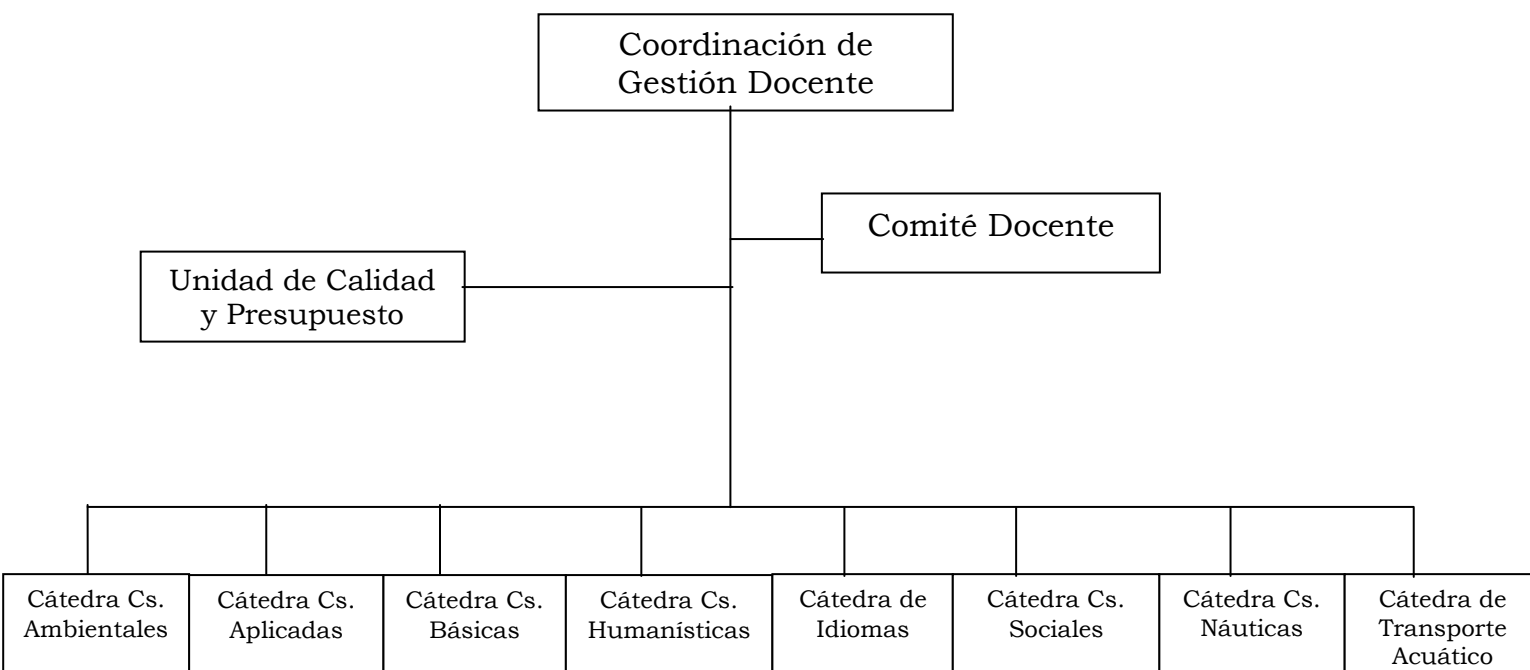 Coordinación de
Gestión Docente
Comité Docente
Unidad de Calidad
y Presupuesto
Cátedra Cs.
Ambientales
Cátedra Cs.
Aplicadas
Cátedra Cs.
Básicas
Cátedra Cs.
Humanísticas
Cátedra de
Idiomas
Cátedra Cs.
Sociales
Cátedra Cs.
Náuticas
Cátedra de
Transporte
Acuático